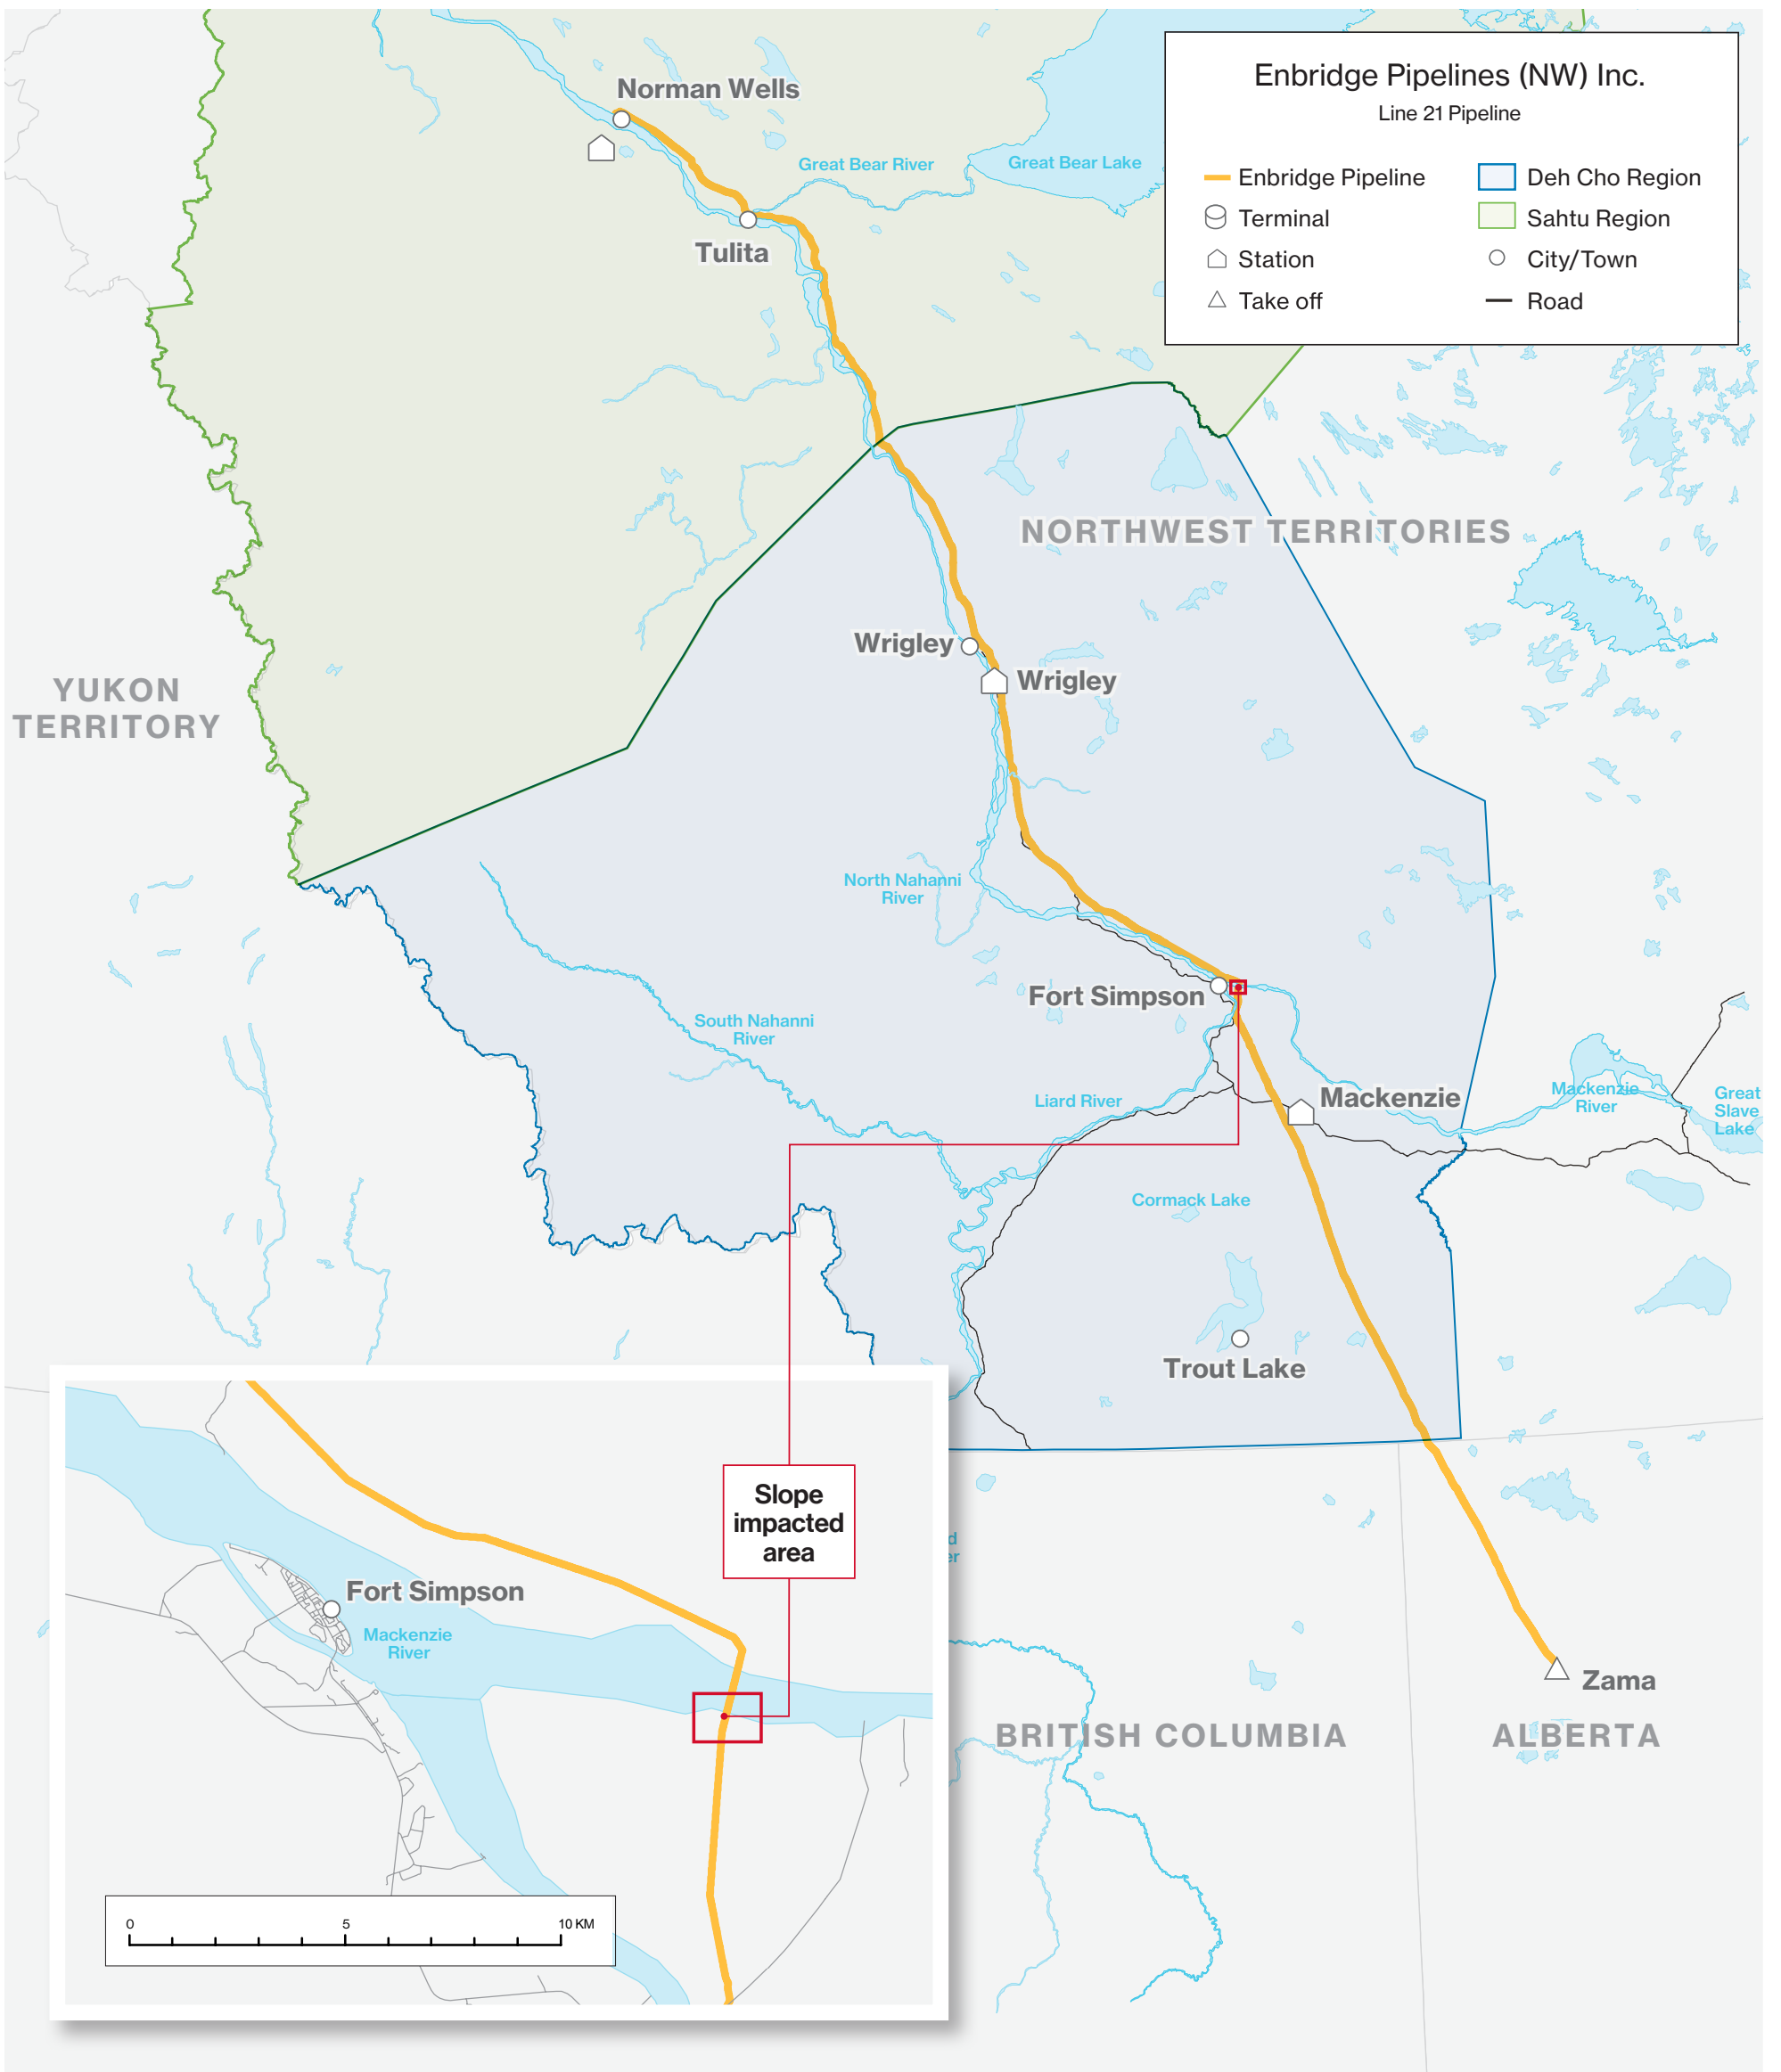 Enbridge Pipelines (NW) Inc.
Line 21 Pipeline
Enbridge Pipeline
Terminal
Station
Take off
Deh Cho Region
Sahtu Region
City/Town
Road
Norman Wells
Great Bear River
Great Bear Lake
Tulita
NORTHWEST TERRITORIES
Wrigley
Wrigley
YUKON
TERRITORY
North Nahanni
River
Fort Simpson
South Nahanni
River
Liard River
Mackenzie
Mackenzie
River
Great
Slave
Lake
Cormack Lake
Trout Lake
Slope
impacted
area
Fort Simpson
Mackenzie
River
0 5 10 KM
Zama
BRITISH COLUMBIA
ALBERTA